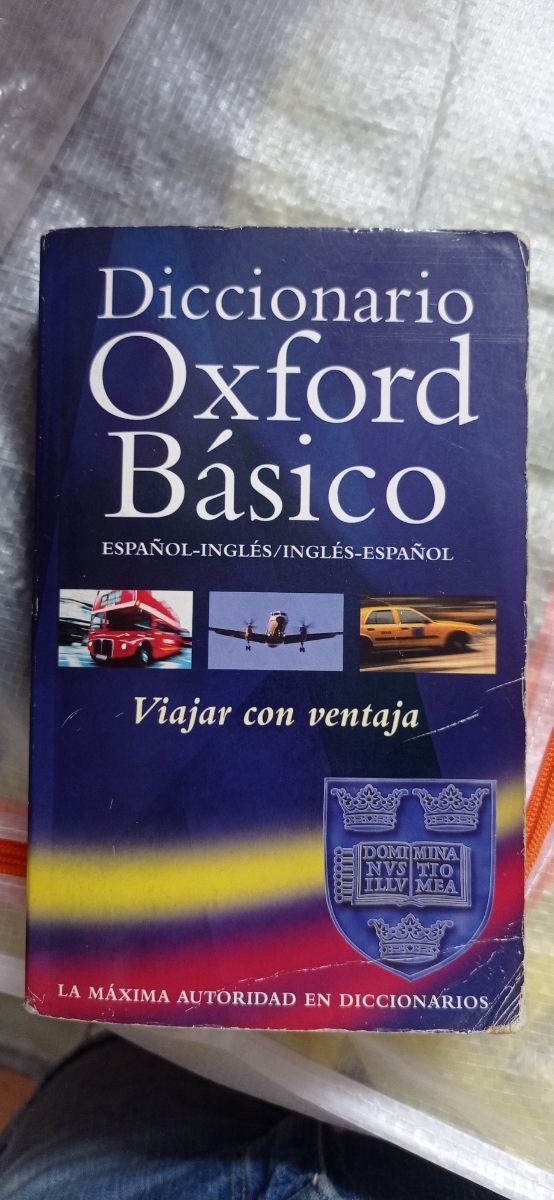 Diccionario
Oxford
Básico
ESPAÑOL-INGLÉS/INGLÉS-ESPAÑOL
Viajar con ventaja
DOMI MINA
NVS TIO
ILLV MEA
LA MÁXIMA AUTORIDAD EN DICCIONARIOS